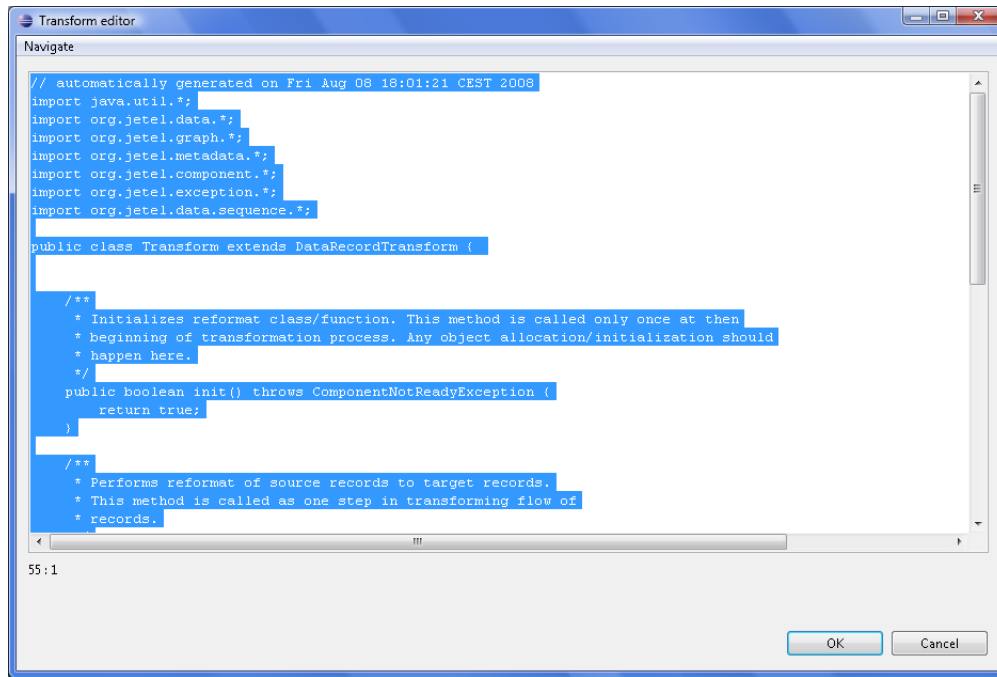 Transform editor
Navigate
// automatically generated on Fri Aug 08 18:01:21 CEST 2008
import java.util.*;
import org.jetel.data.*;
import org.jetel.graph.*;
import org.jetel.metadata.*;
import org.jetel.component.*;
import org.jetel.exception.*;
import org.jetel.data.sequence.*;
public class Transform extends DataRecordTransform {
/**
* Initializes reformat class/function. This method is called only once at then
* beginning of transformation process. Any object allocation/initialization should
* happen here.
*/
public boolean init() throws ComponentNotReadyException {
return true;
}
/**
* Performs reformat of source records to target records.
* This method is called as one step in transforming flow of
* records.
55:1
OK
Cancel